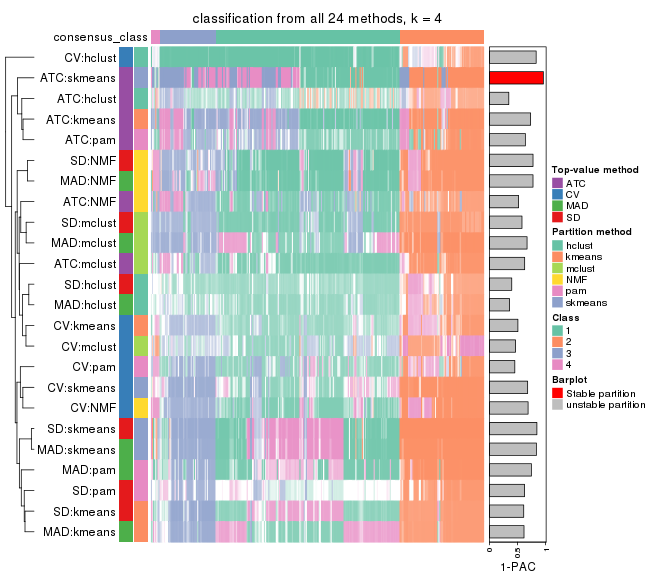 classification from all 24 methods, k = 4
consensus_class
CV:hclust
ATC:skmeans
ATC:hclust
ATC:kmeans
ATC:pam
SD:NMF
MAD:NMF
ATC:NMF
SD:mclust
MAD:mclust
ATC:mclust
SD:hclust
MAD:hclust
CV:kmeans
CV:mclust
CV:pam
CV:skmeans
CV:NMF
SD:skmeans
MAD:skmeans
MAD:pam
SD:pam
SD:kmeans
MAD:kmeans
0
0.5
1
1-PAC
Top-value method
ATC
CV
MAD
SD
Partition method
hclust
kmeans
mclust
NMF
pam
skmeans
Class
1
2
3
4
Barplot
Stable partition
unstable partition